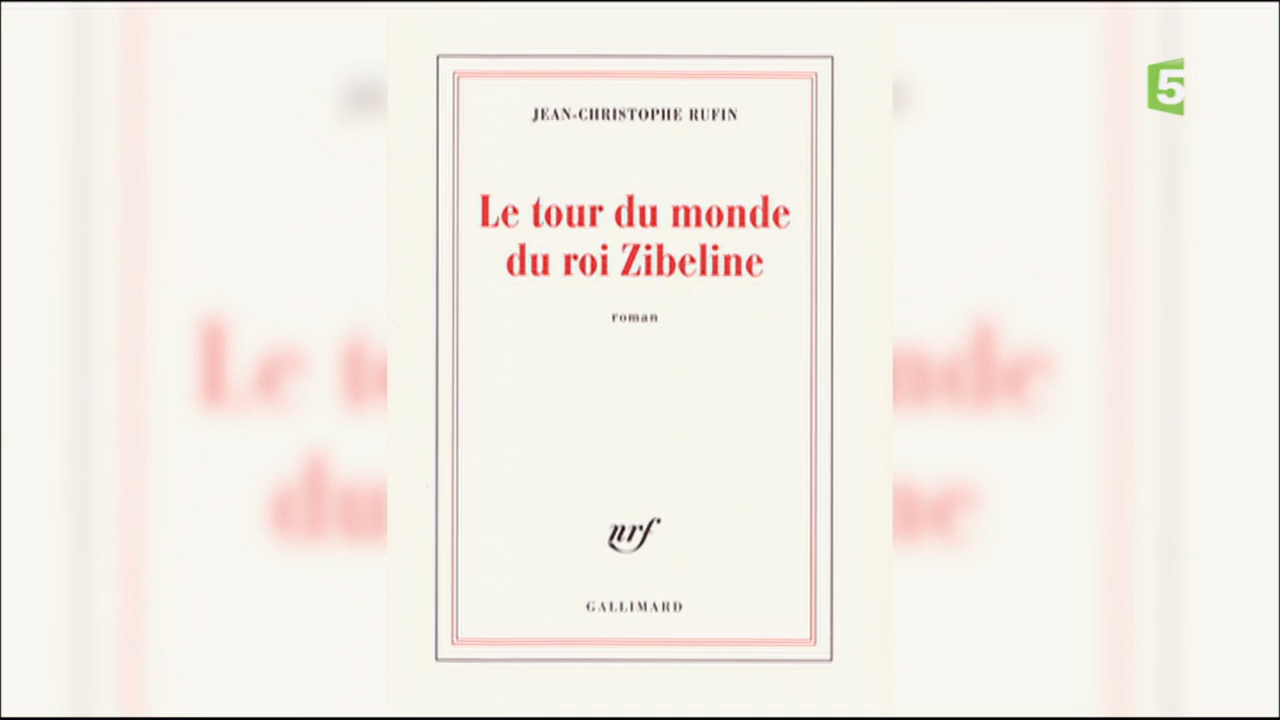 5
JEAN-CHRISTOPHE RUFIN
Le tour du monde
du roi Zibeline
roman
nrf
GALLIMARD